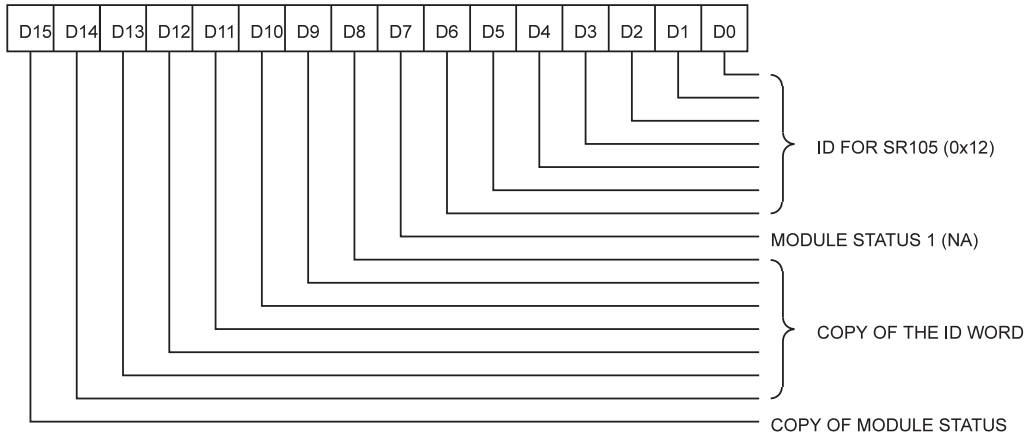 D15 D14 D13 D12 D11 D10 D9 D8 D7 D6 D5 D4 D3 D2 D1 D0
ID FOR SR105 (0x12)
MODULE STATUS 1 (NA)
COPY OF THE ID WORD
COPY OF MODULE STATUS